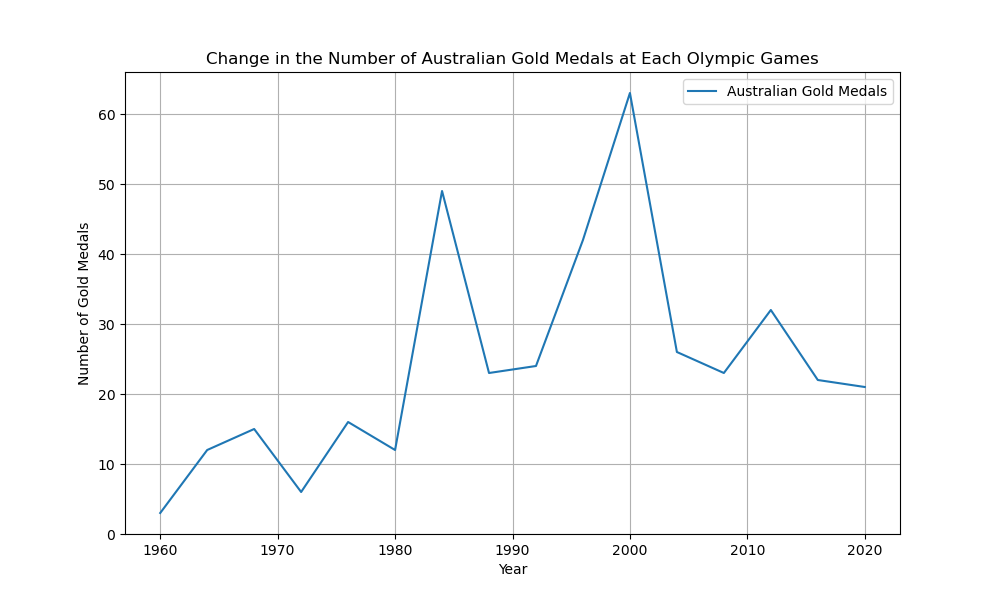 Change in the Number of Australian Gold Medals at Each Olympic Games
Australian Gold Medals
Number of Gold Medals
60
50
40
30
20
10
0
1960 1970 1980 1990 2000 2010 2020
Year